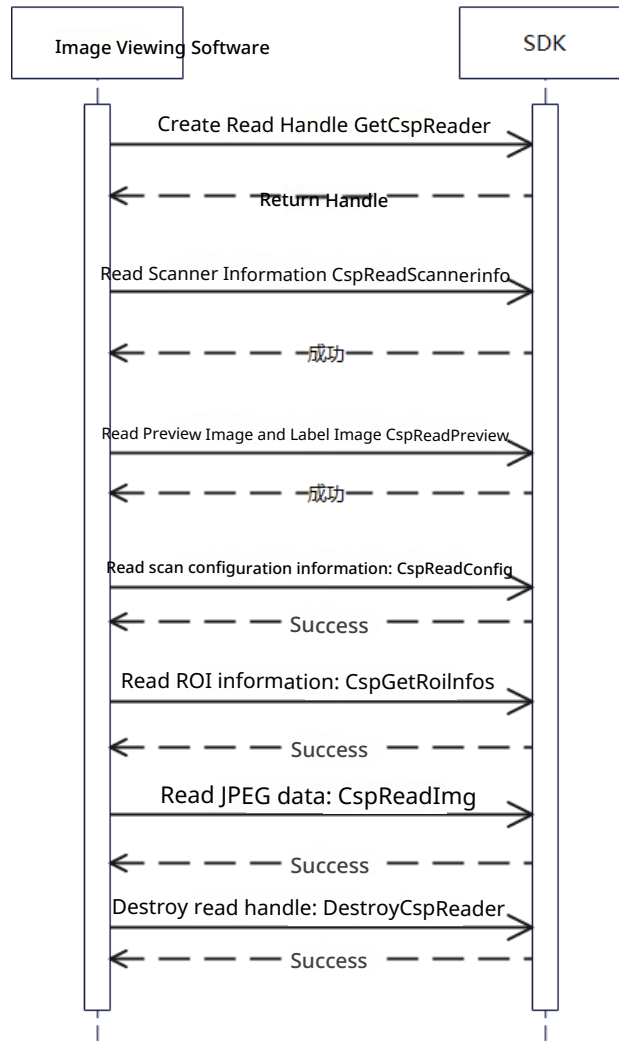 Image Viewing Software
SDK
Create Read Handle GetCspReader
Return Handle
Read Scanner Information CspReadScannerinfo
成功
Read Preview Image and Label Image CspReadPreview
成功
Read scan configuration information: CspReadConfig
Success
Read ROI information: CspGetRoiInfos
Success
Read JPEG data: CspReadImg
Success
Destroy read handle: DestroyCspReader
Success